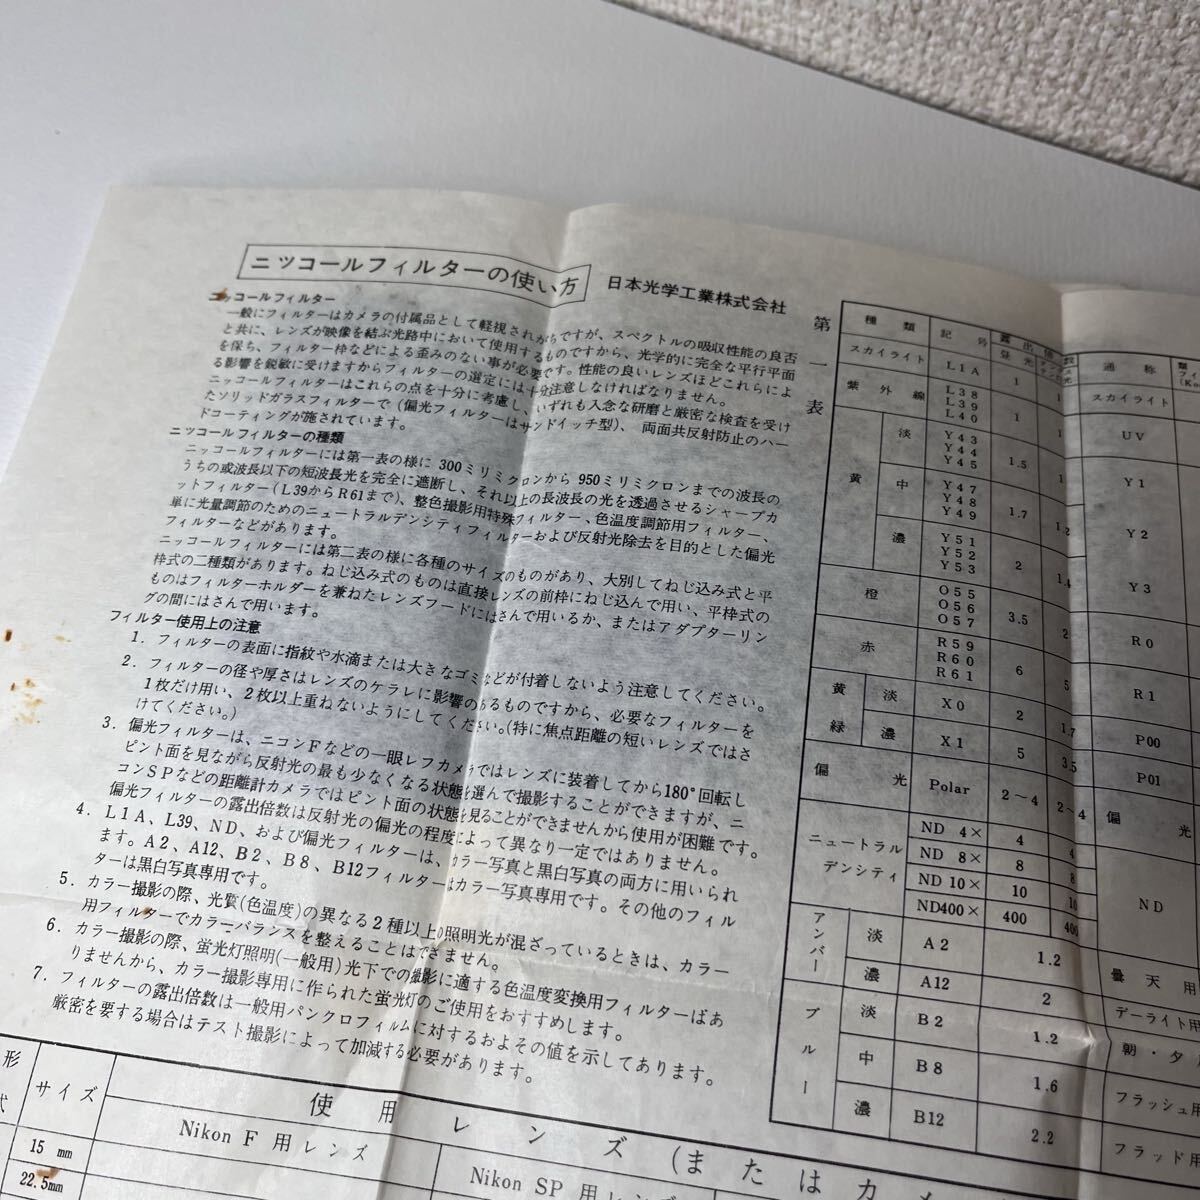 ニッコールフィルターの使い方
日本光学工業株式会社
ニッコールフィルター
一般にフィルターはカメラの付属品として軽視されがちですが、スペクトルの吸収性能の良否
と共に、レンズが映像を結ぶ光路中において使用するものですから、光学的に完全な平行平面
を保ち、フィルター枠などによる歪みのない事が必要です。性能の良いレンズほどこれらによ
る影響を鋭敏に受けますからフィルターの選定には十分注意しなければなりません。
ニッコールフィルターはこれらの点を十分に考慮し、いずれも入念な研磨と厳密な検査を受け
たソリッドガラスフィルターで(偏光フィルターはサンドイッチ型)、両面共反射防止のハー
ドコーティングが施されています。
ニッコールフィルターの種類
ニッコールフィルターには第一表の様に 300ミリミクロンから 950ミリミクロンまでの波長の
うちの或波長以下の短波長光を完全に遮断し、それ以上の長波長の光を透過させるシャープカ
ットフィルター(L39からR61まで)、整色撮影用特殊フィルター、色温度調節用フィルター、
単に光量調節のためのニュートラルデンシティフィルターおよび反射光除去を目的とした偏光
フィルターなどがあります。
ニッコールフィルターには第二表の様に各種のサイズのものがあり、大別してねじ込み式と平
枠式の二種類があります。ねじ込み式のものは直接レンズの前枠にねじ込んで用い、平枠式の
ものはフィルターホルダーを兼ねたレンズフードにはさんで用いるか、またはアダプターリン
グの間にはさんで用います。
フィルター使用上の注意
1. フィルターの表面に指紋や水滴または大きなゴミなどが付着しないよう注意してください。
2. フィルターの径や厚さはレンズのケラレに影響のあるものですから、必要なフィルターを
1枚だけ用い、2枚以上重ねないようにしてください。(特に焦点距離の短いレンズではさ
けてください。)
3. 偏光フィルターは、ニコンFなどの一眼レフカメラではレンズに装着してから180°回転し
ピント面を見ながら反射光の最も少なくなる状態を選んで撮影することができますが、ニ
コンSPなどの距離計カメラではピント面の状態を見ることができませんから使用が困難です。
偏光フィルターの露出倍数は反射光の偏光の程度によって異なり一定ではありません。
4. L1A、L39、ND、および偏光フィルターは、カラー写真と黒白写真の両方に用いられ
ます。A2、A12、B2、B8、B12フィルターはカラー写真専用です。その他のフィル
ターは黒白写真専用です。
5. カラー撮影の際、光質(色温度)の異なる2種以上の照明光が混ざっているときは、カラー
用フィルターでカラーバランスを整えることはできません。
6. カラー撮影の際、蛍光灯照明(一般用)光下での撮影に適する色温度変換用フィルターばあ
りませんから、カラー撮影専用に作られた蛍光灯のご使用をおすすめします。
7. フィルターの露出倍数は一般用パンクロフィルムに対するおよその値を示してあります。
厳密を要する場合はテスト撮影によって加減する必要があります。
第一表
種類 記号 露出倍数 通称
昼光
スカイライト L1A 1 1 スカイライト
紫外線 L38 L39 L40 1 1 UV
黄 淡 Y43 Y44 Y45 1.5 1 Y1
中 Y47 Y48 Y49 1.7 1.2 Y2
濃 Y51 Y52 Y53 2 1.4 Y3
橙 O55 O56 O57 3.5 2 R0
赤 R59 R60 R61 6 5 R1
黄緑 淡 X0 2 1.7 P00
濃 X1 5 3.5 P01
偏光 Polar 2〜4 2〜4 偏光
ニュートラルデンシティ ND 4× 4 4 ND
ND 8× 8 8
ND 10× 10 10
ND400× 400 400
アンバー 淡 A2 1.2 曇天用
濃 A12 2 デーライト用
ブルー 淡 B2 1.2 朝・夕
中 B8 1.6 フラッシュ用
濃 B12 2.2 フラッド用
形式 サイズ 使用レンズ(またはカメ
Nikon F 用レンズ Nikon SP 用レンズ
15 mm
22.5mm